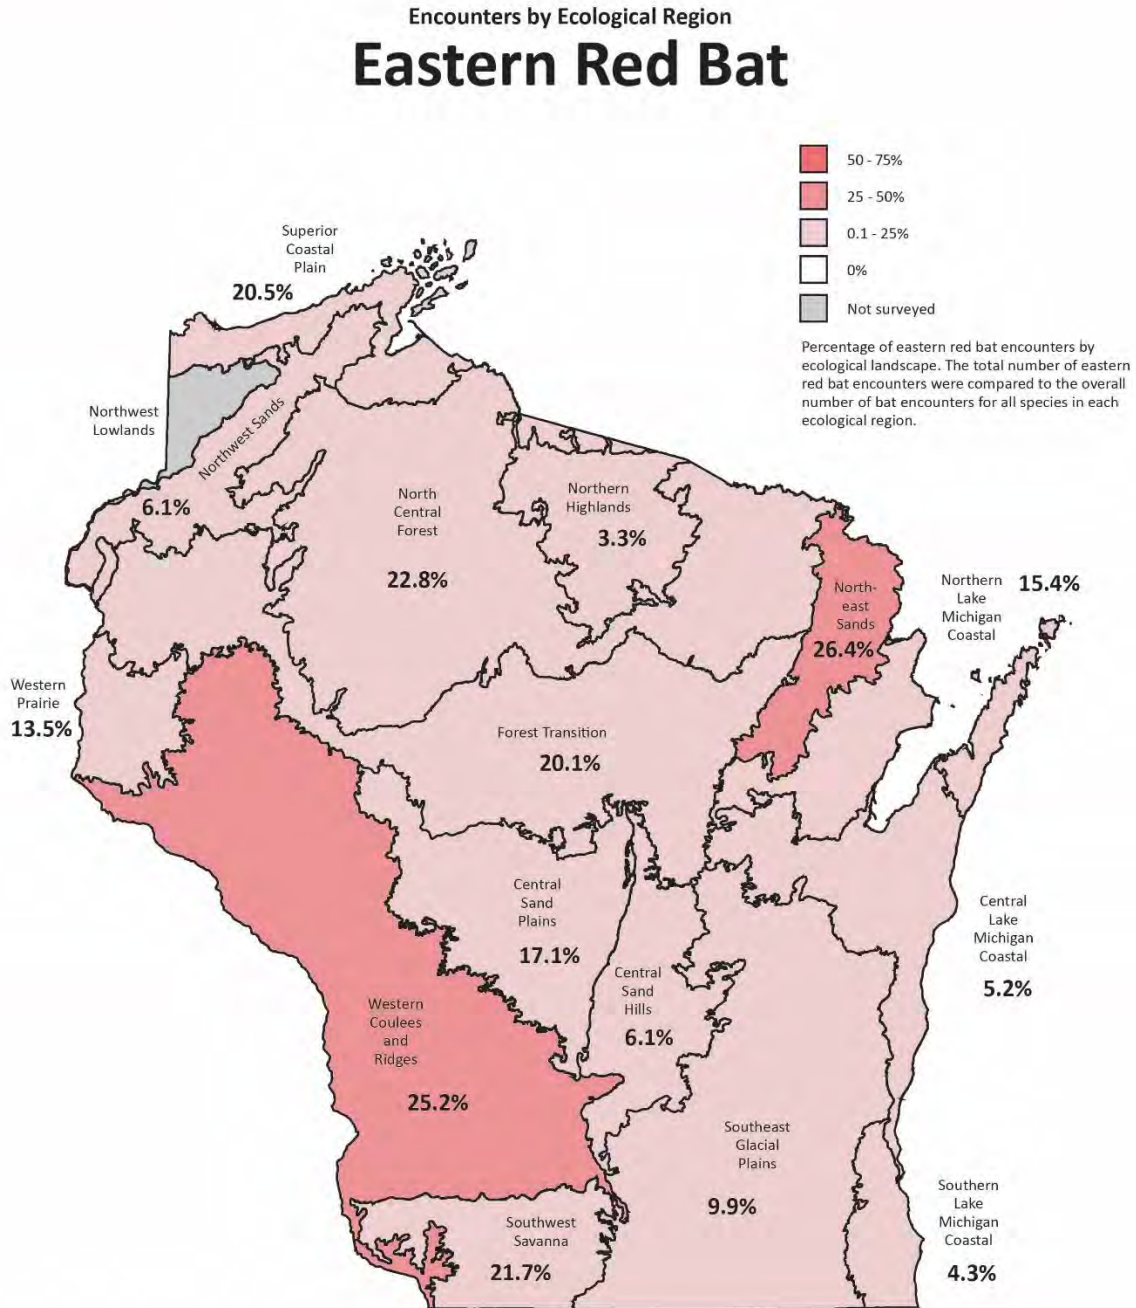 Encounters by Ecological Region
Eastern Red Bat
50 - 75%
25 - 50%
0.1 - 25%
0%
Not surveyed
Percentage of eastern red bat encounters by
ecological landscape. The total number of eastern
red bat encounters were compared to the overall
number of bat encounters for all species in each
ecological region.
Superior
Coastal
Plain
20.5%
Northwest
Lowlands
Northwest Sands
6.1%
North
Central
Forest
22.8%
Northern
Highlands
3.3%
North-
east
Sands
26.4%
Northern
Lake
Michigan
Coastal
15.4%
Western
Prairie
13.5%
Forest Transition
20.1%
Central
Sand
Plains
17.1%
Central
Sand
Hills
6.1%
Central
Lake
Michigan
Coastal
5.2%
Western
Coulees
and
Ridges
25.2%
Southeast
Glacial
Plains
9.9%
Southern
Lake
Michigan
Coastal
4.3%
Southwest
Savanna
21.7%